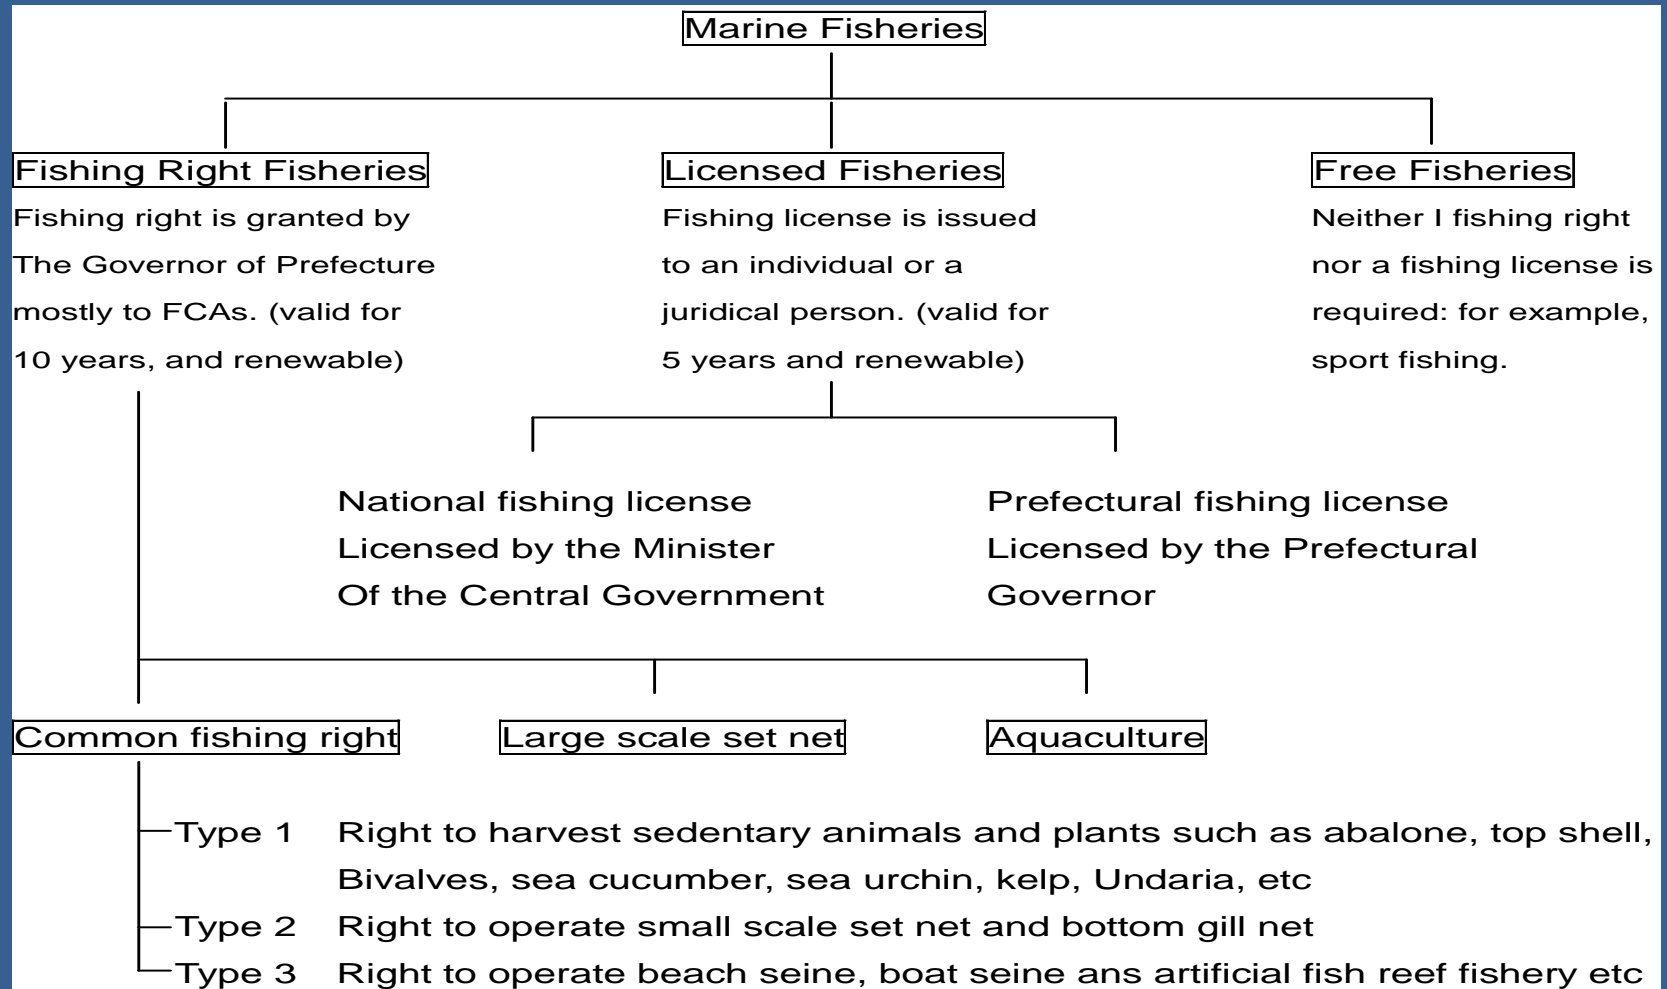 Marine Fisheries
Fishing Right Fisheries
Fishing right is granted by
The Governor of Prefecture
mostly to FCAs. (valid for
10 years, and renewable)
Licensed Fisheries
Fishing license is issued
to an individual or a
juridical person. (valid for
5 years and renewable)
Free Fisheries
Neither I fishing right
nor a fishing license is
required: for example,
sport fishing.
National fishing license
Licensed by the Minister
Of the Central Government
Prefectural fishing license
Licensed by the Prefectural
Governor
Common fishing right
Large scale set net
Aquaculture
Type 1 Right to harvest sedentary animals and plants such as abalone, top shell,
Bivalves, sea cucumber, sea urchin, kelp, Undaria, etc
Type 2 Right to operate small scale set net and bottom gill net
Type 3 Right to operate beach seine, boat seine ans artificial fish reef fishery etc